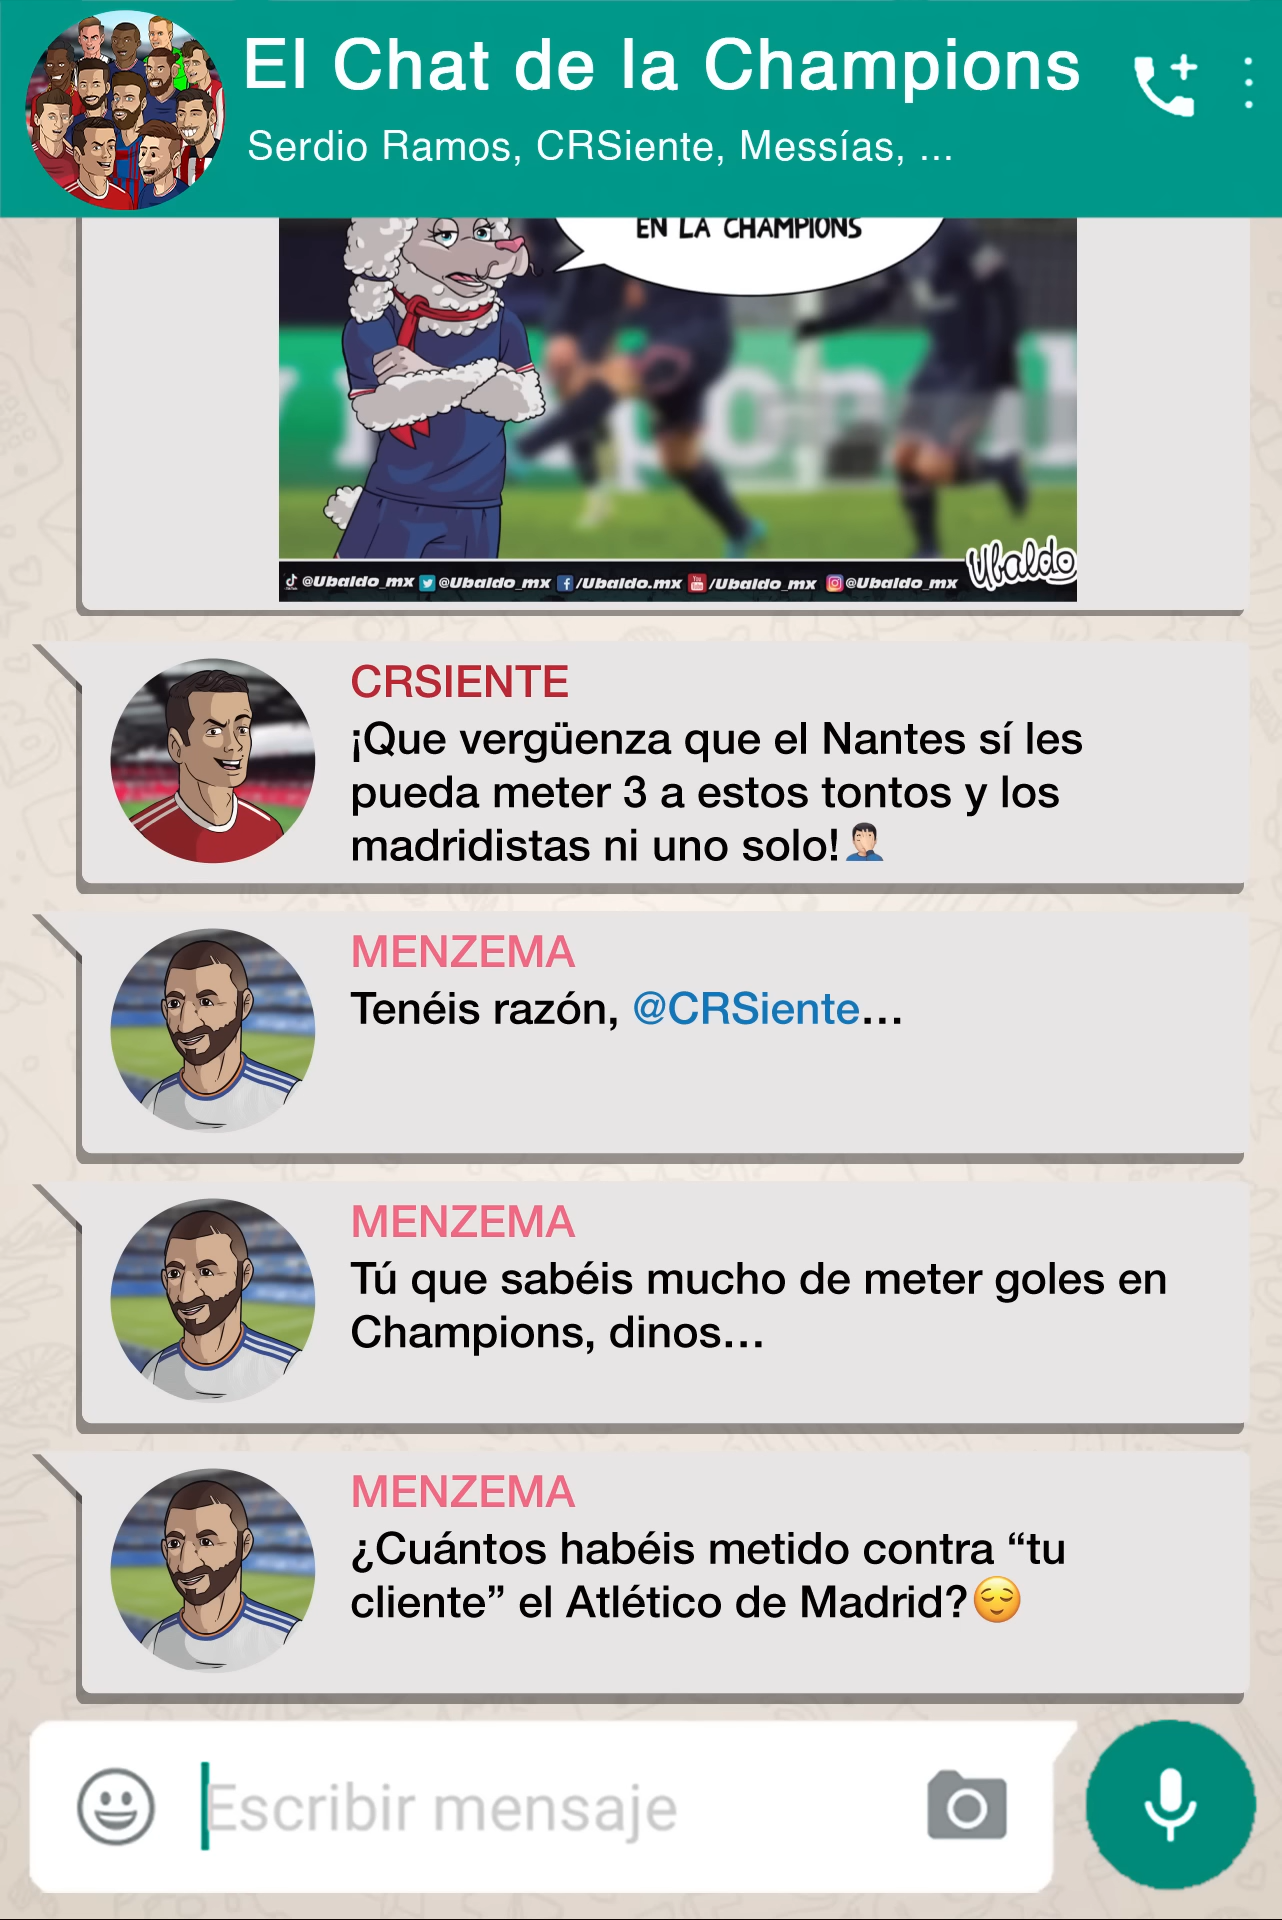 El Chat de la Champions
Serdio Ramos, CRSiente, Messías, ...
EN LA CHAMPIONS
@Ubaldo_mx @Ubaldo_mx /Ubaldo.mx /Ubaldo_mx @Ubaldo_mx
Ubaldo
CRSIENTE
¡Que vergüenza que el Nantes sí les
pueda meter 3 a estos tontos y los
madridistas ni uno solo!🤦🏻‍♂️
MENZEMA
Tenéis razón, @CRSiente...
MENZEMA
Tú que sabéis mucho de meter goles en
Champions, dinos...
MENZEMA
¿Cuántos habéis metido contra “tu
cliente” el Atlético de Madrid?😌
Escribir mensaje